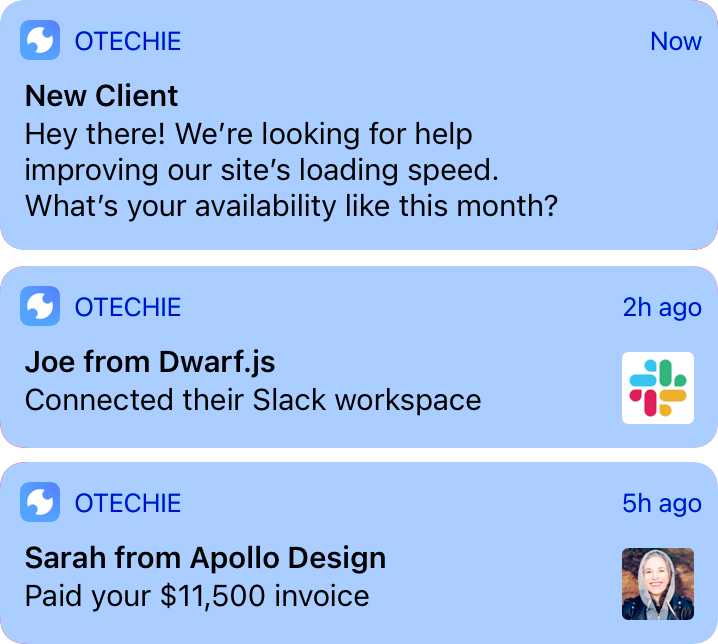 OTECHIE
Now
New Client
Hey there! We’re looking for help
improving our site’s loading speed.
What’s your availability like this month?
OTECHIE
2h ago
Joe from Dwarf.js
Connected their Slack workspace
OTECHIE
5h ago
Sarah from Apollo Design
Paid your $11,500 invoice